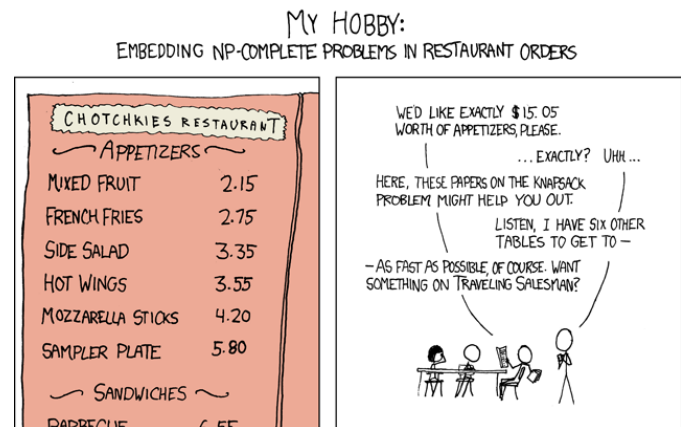 MY HOBBY:
EMBEDDING NP-COMPLETE PROBLEMS IN RESTAURANT ORDERS
CHOTCHKIES RESTAURANT
APPETIZERS
MIXED FRUIT 2.15
FRENCH FRIES 2.75
SIDE SALAD 3.35
HOT WINGS 3.55
MOZZARELLA STICKS 4.20
SAMPLER PLATE 5.80
SANDWICHES
BARBECUE 6.55
WE'D LIKE EXACTLY $15.05
WORTH OF APPETIZERS, PLEASE.
...EXACTLY? UHH...
HERE, THESE PAPERS ON THE KNAPSACK
PROBLEM MIGHT HELP YOU OUT.
LISTEN, I HAVE SIX OTHER
TABLES TO GET TO —
—AS FAST AS POSSIBLE, OF COURSE. WANT
SOMETHING ON TRAVELING SALESMAN?